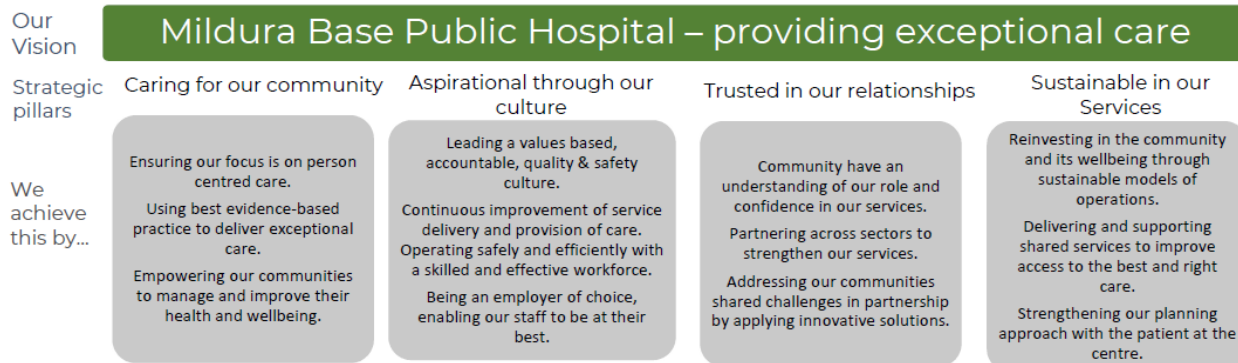 Our
Vision
Mildura Base Public Hospital – providing exceptional care
Strategic
pillars
Caring for our community
Aspirational through our
culture
Trusted in our relationships
Sustainable in our
Services
We
achieve
this by...
Ensuring our focus is on person
centred care.
Using best evidence-based
practice to deliver exceptional
care.
Empowering our communities
to manage and improve their
health and wellbeing.
Leading a values based,
accountable, quality & safety
culture.
Continuous improvement of service
delivery and provision of care.
Operating safely and efficiently with
a skilled and effective workforce.
Being an employer of choice,
enabling our staff to be at their
best.
Community have an
understanding of our role and
confidence in our services.
Partnering across sectors to
strengthen our services.
Addressing our communities
shared challenges in partnership
by applying innovative solutions.
Reinvesting in the community
and its wellbeing through
sustainable models of
operations.
Delivering and supporting
shared services to improve
access to the best and right
care.
Strengthening our planning
approach with the patient at the
centre.